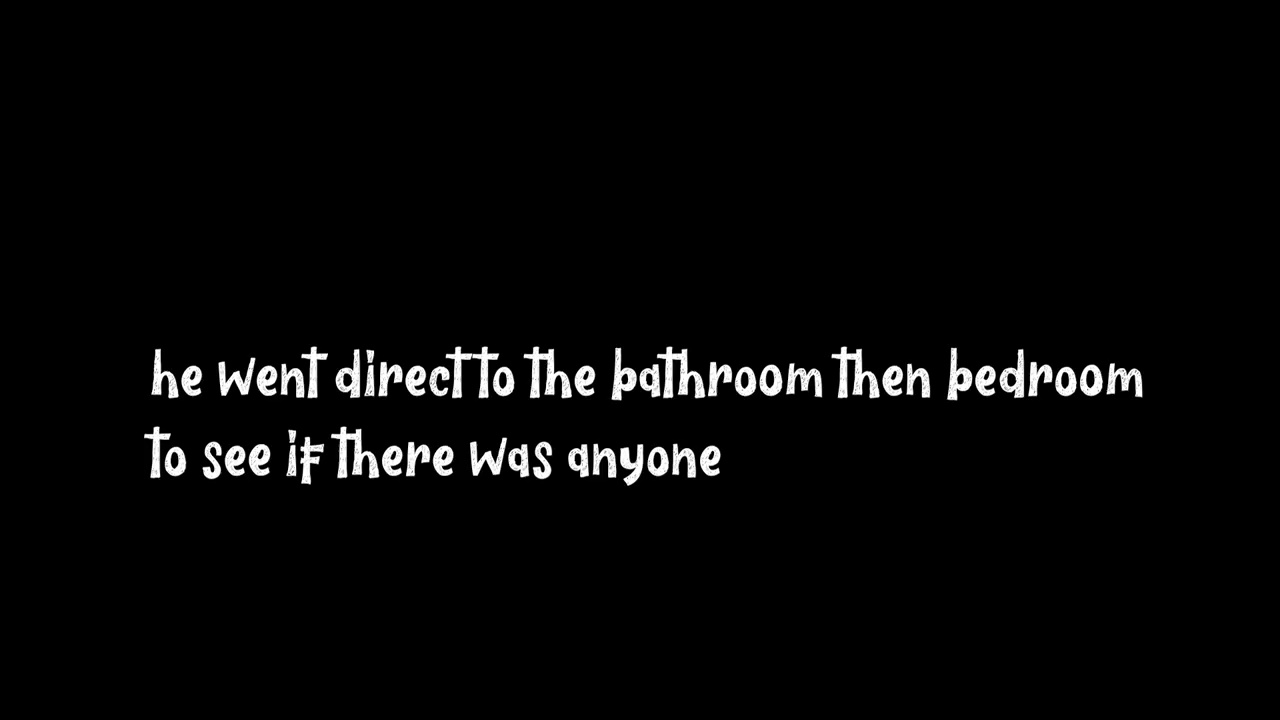 he went direct to the bathroom then bedroom
to see if there was anyone